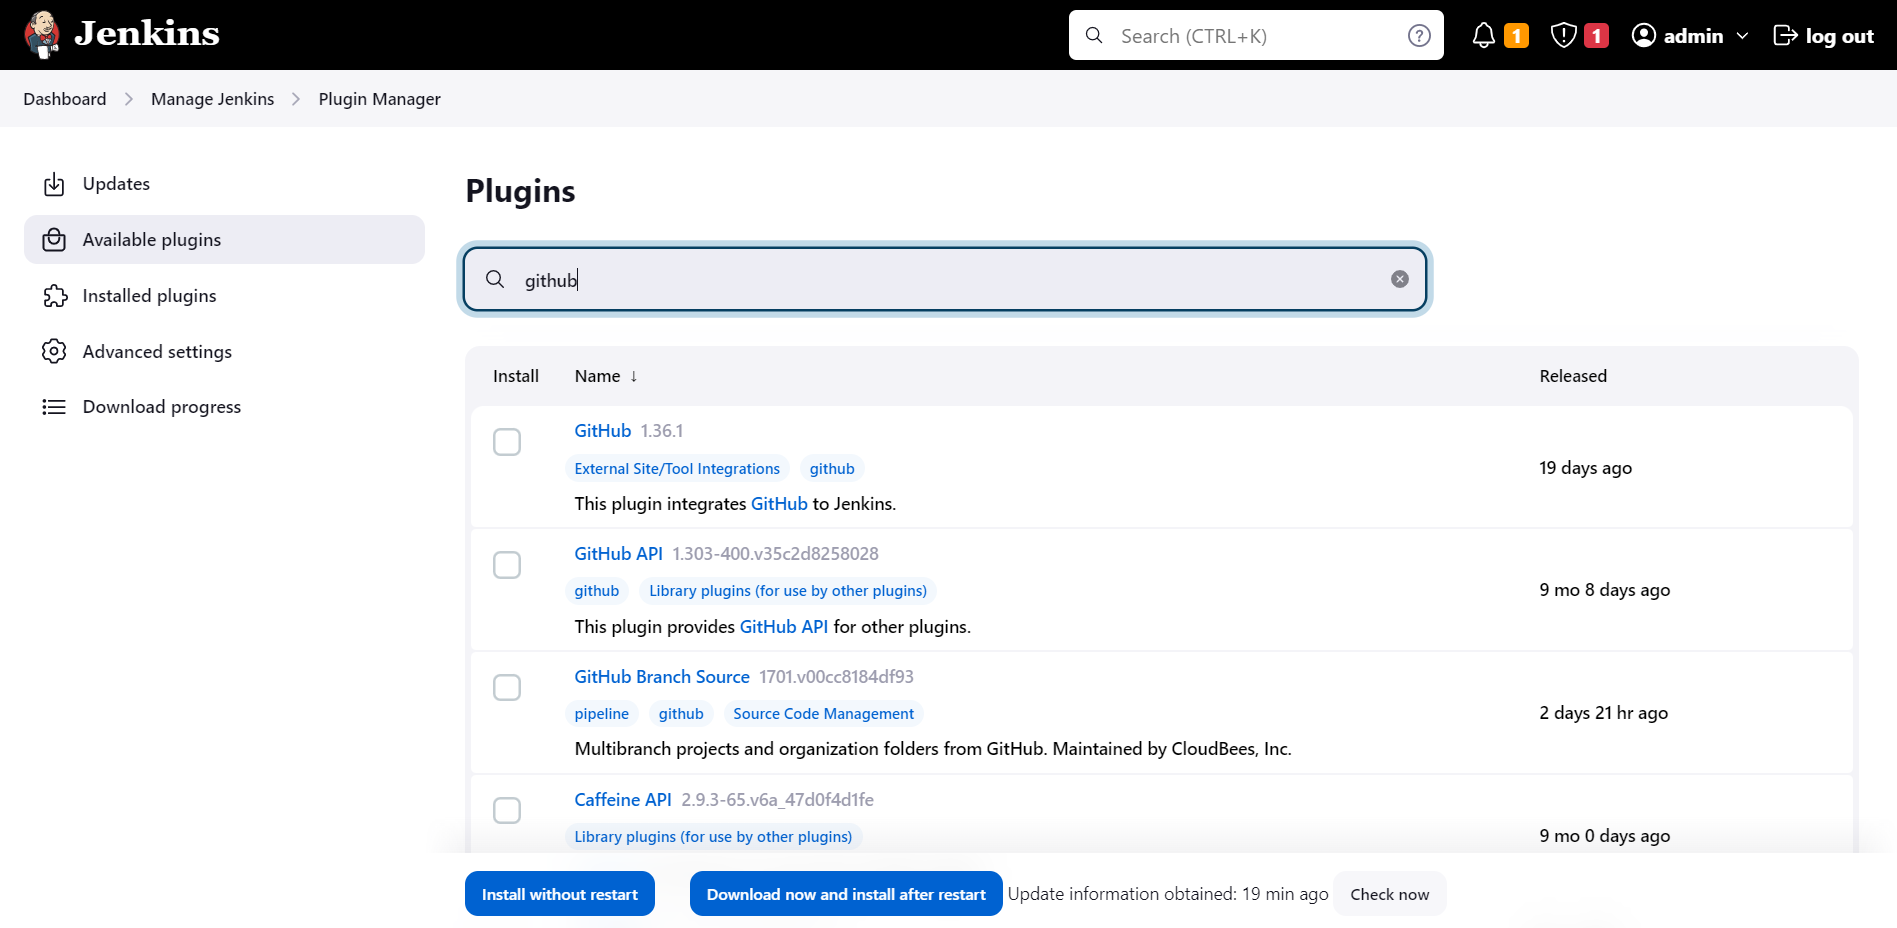 Jenkins
Search (CTRL+K)
?
1
1
admin
log out
Dashboard
Manage Jenkins
Plugin Manager
Updates
Available plugins
Installed plugins
Advanced settings
Download progress
Plugins
github
Install Name ↓ Released
GitHub 1.36.1
External Site/Tool Integrations github
19 days ago
This plugin integrates GitHub to Jenkins.
GitHub API 1.303-400.v35c2d8258028
github Library plugins (for use by other plugins)
9 mo 8 days ago
This plugin provides GitHub API for other plugins.
GitHub Branch Source 1701.v00cc8184df93
pipeline github Source Code Management
2 days 21 hr ago
Multibranch projects and organization folders from GitHub. Maintained by CloudBees, Inc.
Caffeine API 2.9.3-65.v6a_47d0f4d1fe
Library plugins (for use by other plugins)
9 mo 0 days ago
Install without restart
Download now and install after restart
Update information obtained: 19 min ago
Check now